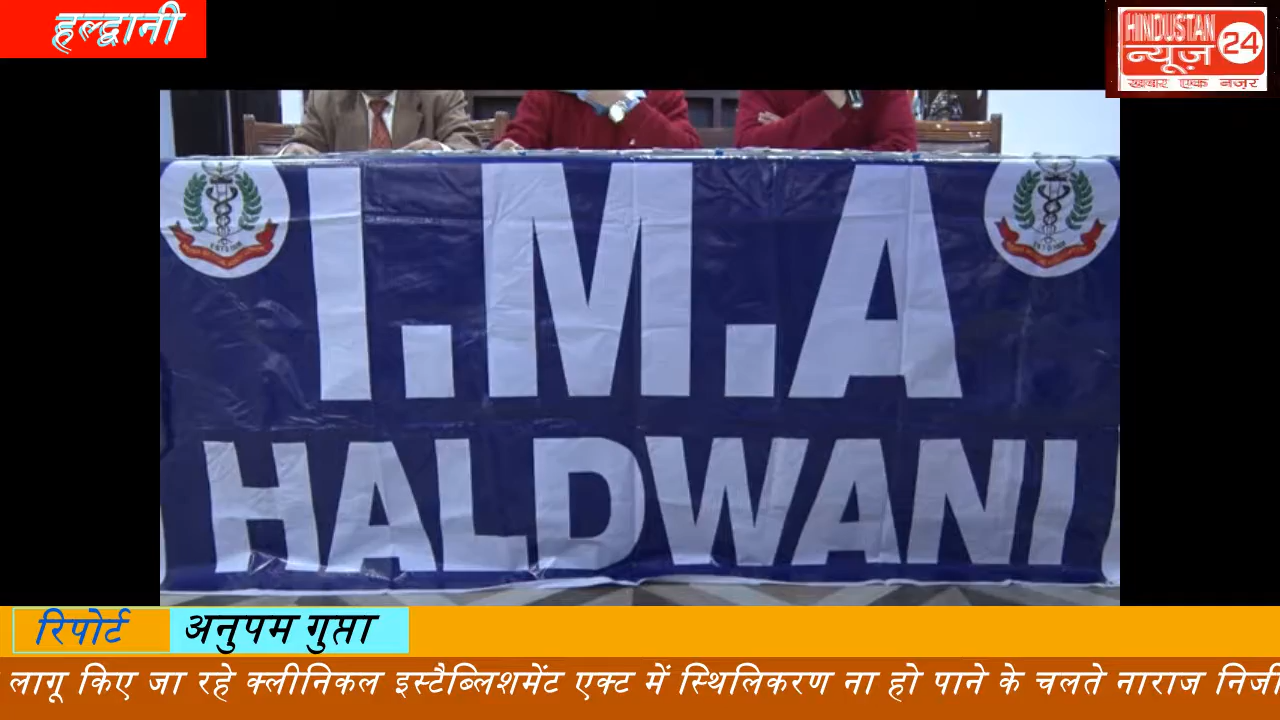 हल्द्वानी
HINDUSTAN
न्यूज़ 24
खबर एक नज़र
I.M.A
HALDWANI
रिपोर्ट अनुपम गुप्ता
लागू किए जा रहे क्लीनिकल इस्टैब्लिशमेंट एक्ट में स्थिलिकरण ना हो पाने के चलते नाराज निजी